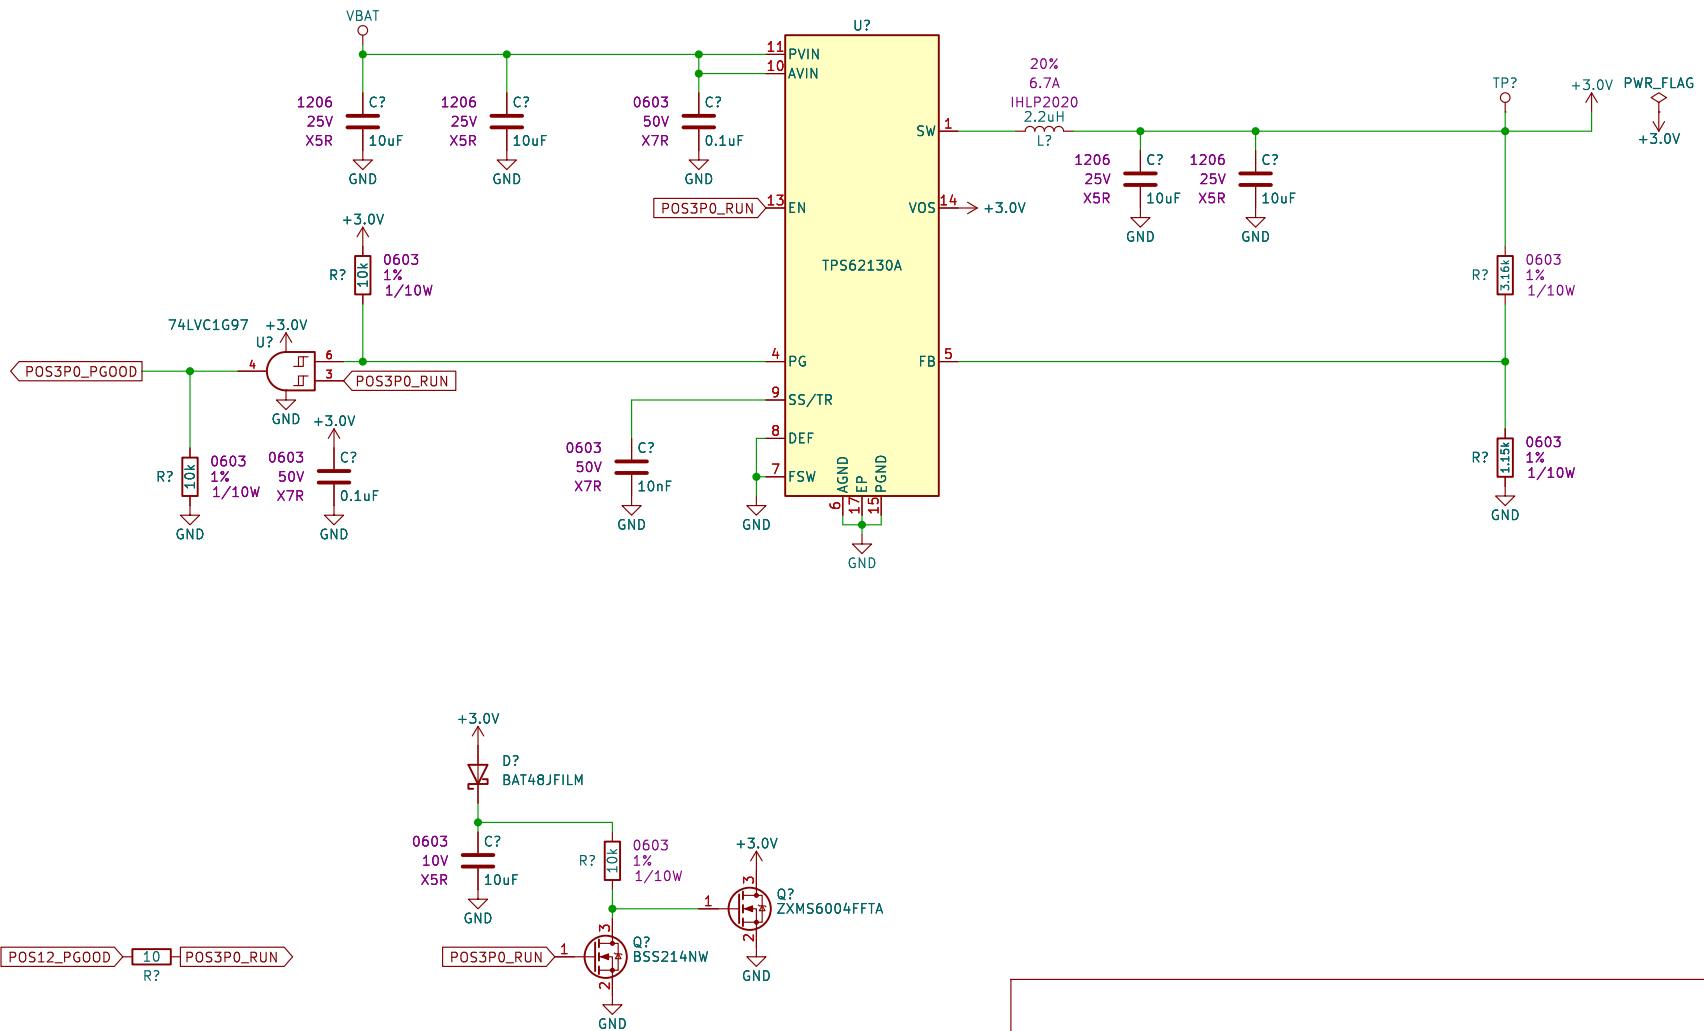 VBAT
U?
11
PVIN
10
AVIN
1206
25V
X5R
C?
10uF
GND
1206
25V
X5R
C?
10uF
GND
0603
50V
X7R
C?
0.1uF
GND
20%
6.7A
IHLP2020
2.2uH
L?
SW
1
1206
25V
X5R
C?
10uF
GND
1206
25V
X5R
C?
10uF
GND
TP?
+3.0V
PWR_FLAG
+3.0V
POS3P0_RUN
13
EN
VOS
14
+3.0V
TPS62130A
+3.0V
R?
10k
0603
1%
1/10W
R?
3.16k
0603
1%
1/10W
74LVC1G97
+3.0V
U?
POS3P0_PGOOD
4
6
3
POS3P0_RUN
GND
4
PG
FB
5
9
SS/TR
8
DEF
7
FSW
AGND
EP
PGND
6
17
15
GND
R?
10k
0603
1%
1/10W
GND
+3.0V
0603
50V
X7R
C?
0.1uF
GND
0603
50V
X7R
C?
10nF
GND
GND
R?
1.15k
0603
1%
1/10W
GND
+3.0V
D?
BAT48JFILM
0603
10V
X5R
C?
10uF
GND
R?
10k
0603
1%
1/10W
+3.0V
3
1
Q?
ZXMS6004FFTA
2
GND
POS12_PGOOD
10
R?
POS3P0_RUN
POS3P0_RUN
1
3
Q?
BSS214NW
2
GND